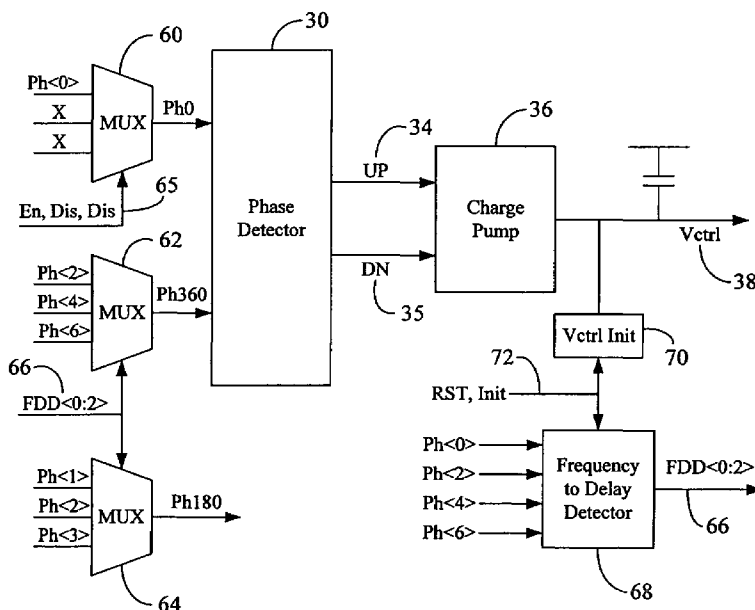 60
Ph<0>
X
X
MUX
Ph0
En, Dis, Dis
65
30
Phase
Detector
34
UP
DN
35
36
Charge
Pump
Vctrl
38
62
Ph<2>
Ph<4>
Ph<6>
MUX
Ph360
66
FDD<0:2>
Ph<1>
Ph<2>
Ph<3>
MUX
Ph180
64
Vctrl Init
70
72
RST, Init
Ph<0>
Ph<2>
Ph<4>
Ph<6>
Frequency
to Delay
Detector
FDD<0:2>
66
68